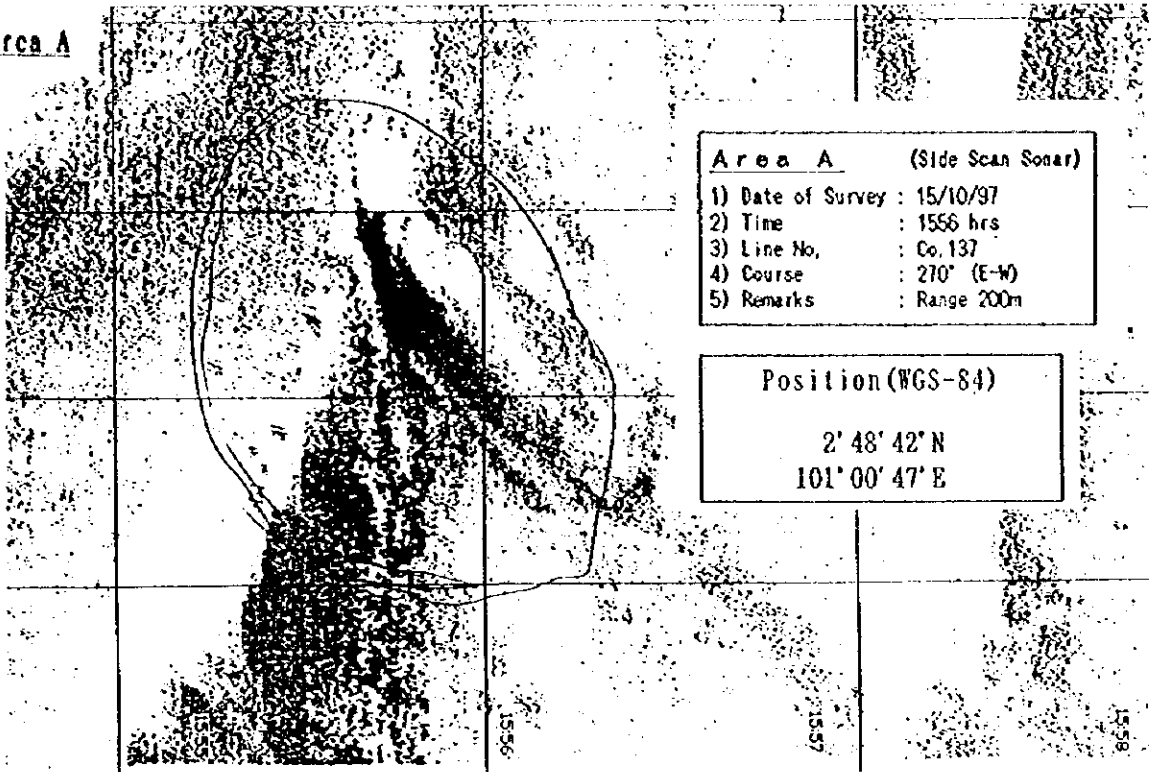 rea A
Area A (Side Scan Sonar)
1) Date of Survey : 15/10/97
2) Time : 1556 hrs
3) Line No, : Co.137
4) Course : 270° (E-W)
5) Remarks : Range 200m
Position(WGS-84)
2°48'42"N
101°00'47"E
1555
1556
1557
1558